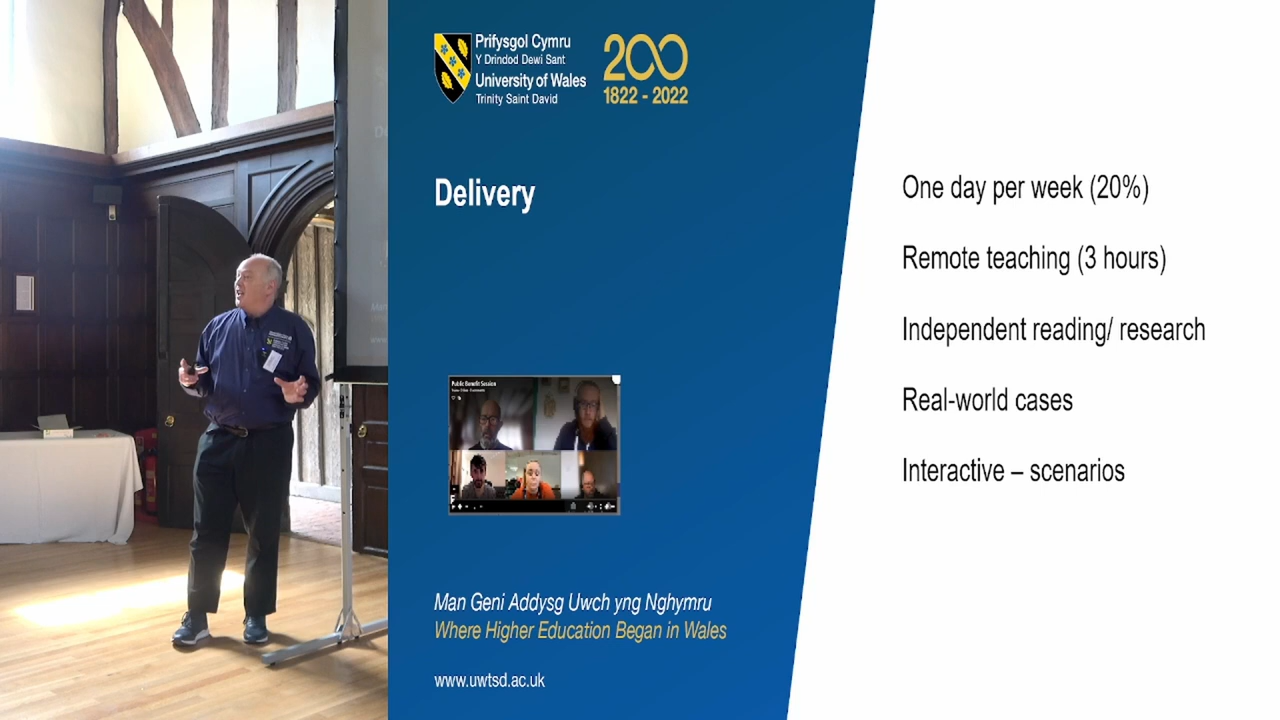 Prifysgol Cymru
Y Drindod Dewi Sant
University of Wales
Trinity Saint David
200
1822 - 2022
Delivery
One day per week (20%)
Remote teaching (3 hours)
Independent reading/ research
Real-world cases
Interactive – scenarios
Public Benefit Session
Man Geni Addysg Uwch yng Nghymru
Where Higher Education Began in Wales
www.uwtsd.ac.uk